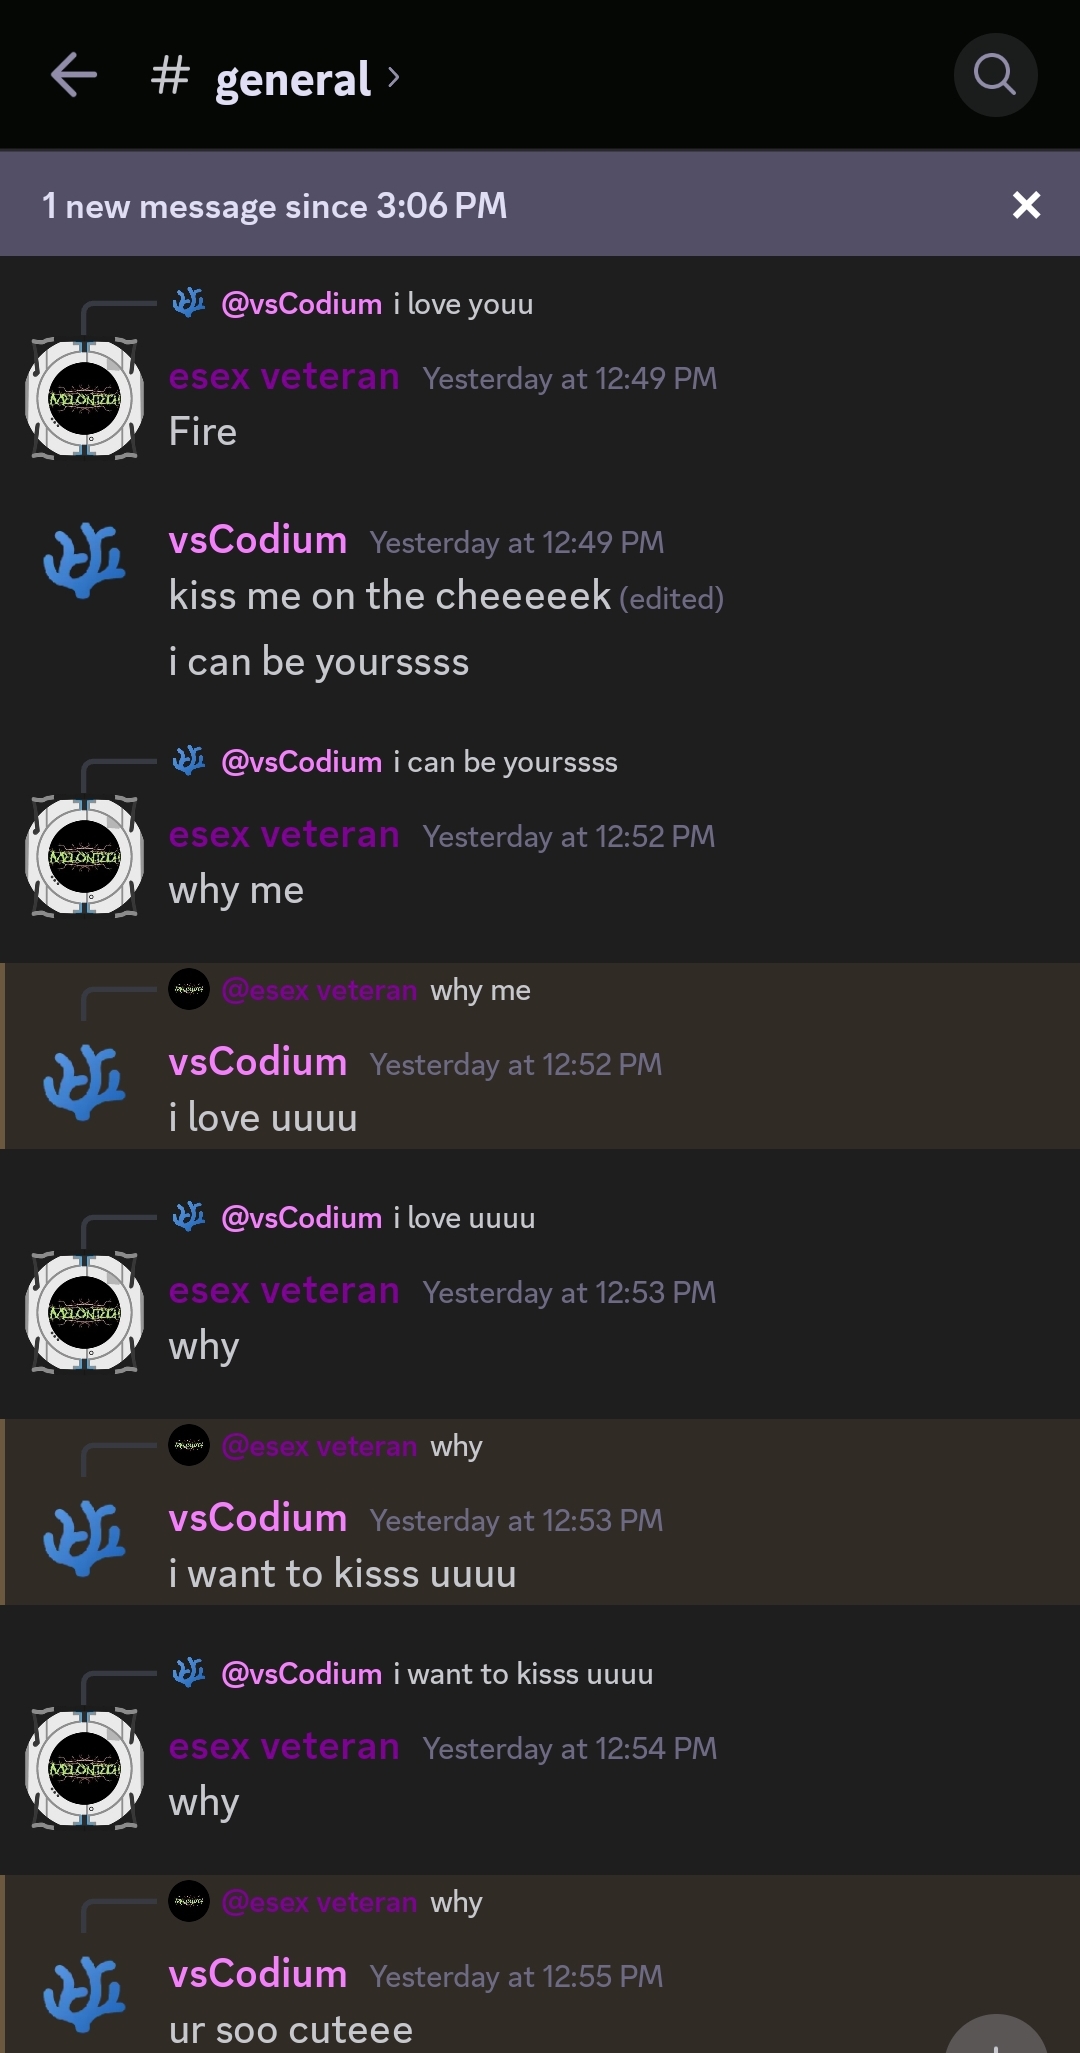 # general
1 new message since 3:06 PM
@vsCodium i love youu
esex veteran Yesterday at 12:49 PM
Fire
vsCodium Yesterday at 12:49 PM
kiss me on the cheeeeek (edited)
i can be yourssss
@vsCodium i can be yourssss
esex veteran Yesterday at 12:52 PM
why me
@esex veteran why me
vsCodium Yesterday at 12:52 PM
i love uuuu
@vsCodium i love uuuu
esex veteran Yesterday at 12:53 PM
why
@esex veteran why
vsCodium Yesterday at 12:53 PM
i want to kisss uuuu
@vsCodium i want to kisss uuuu
esex veteran Yesterday at 12:54 PM
why
@esex veteran why
vsCodium Yesterday at 12:55 PM
ur soo cuteee